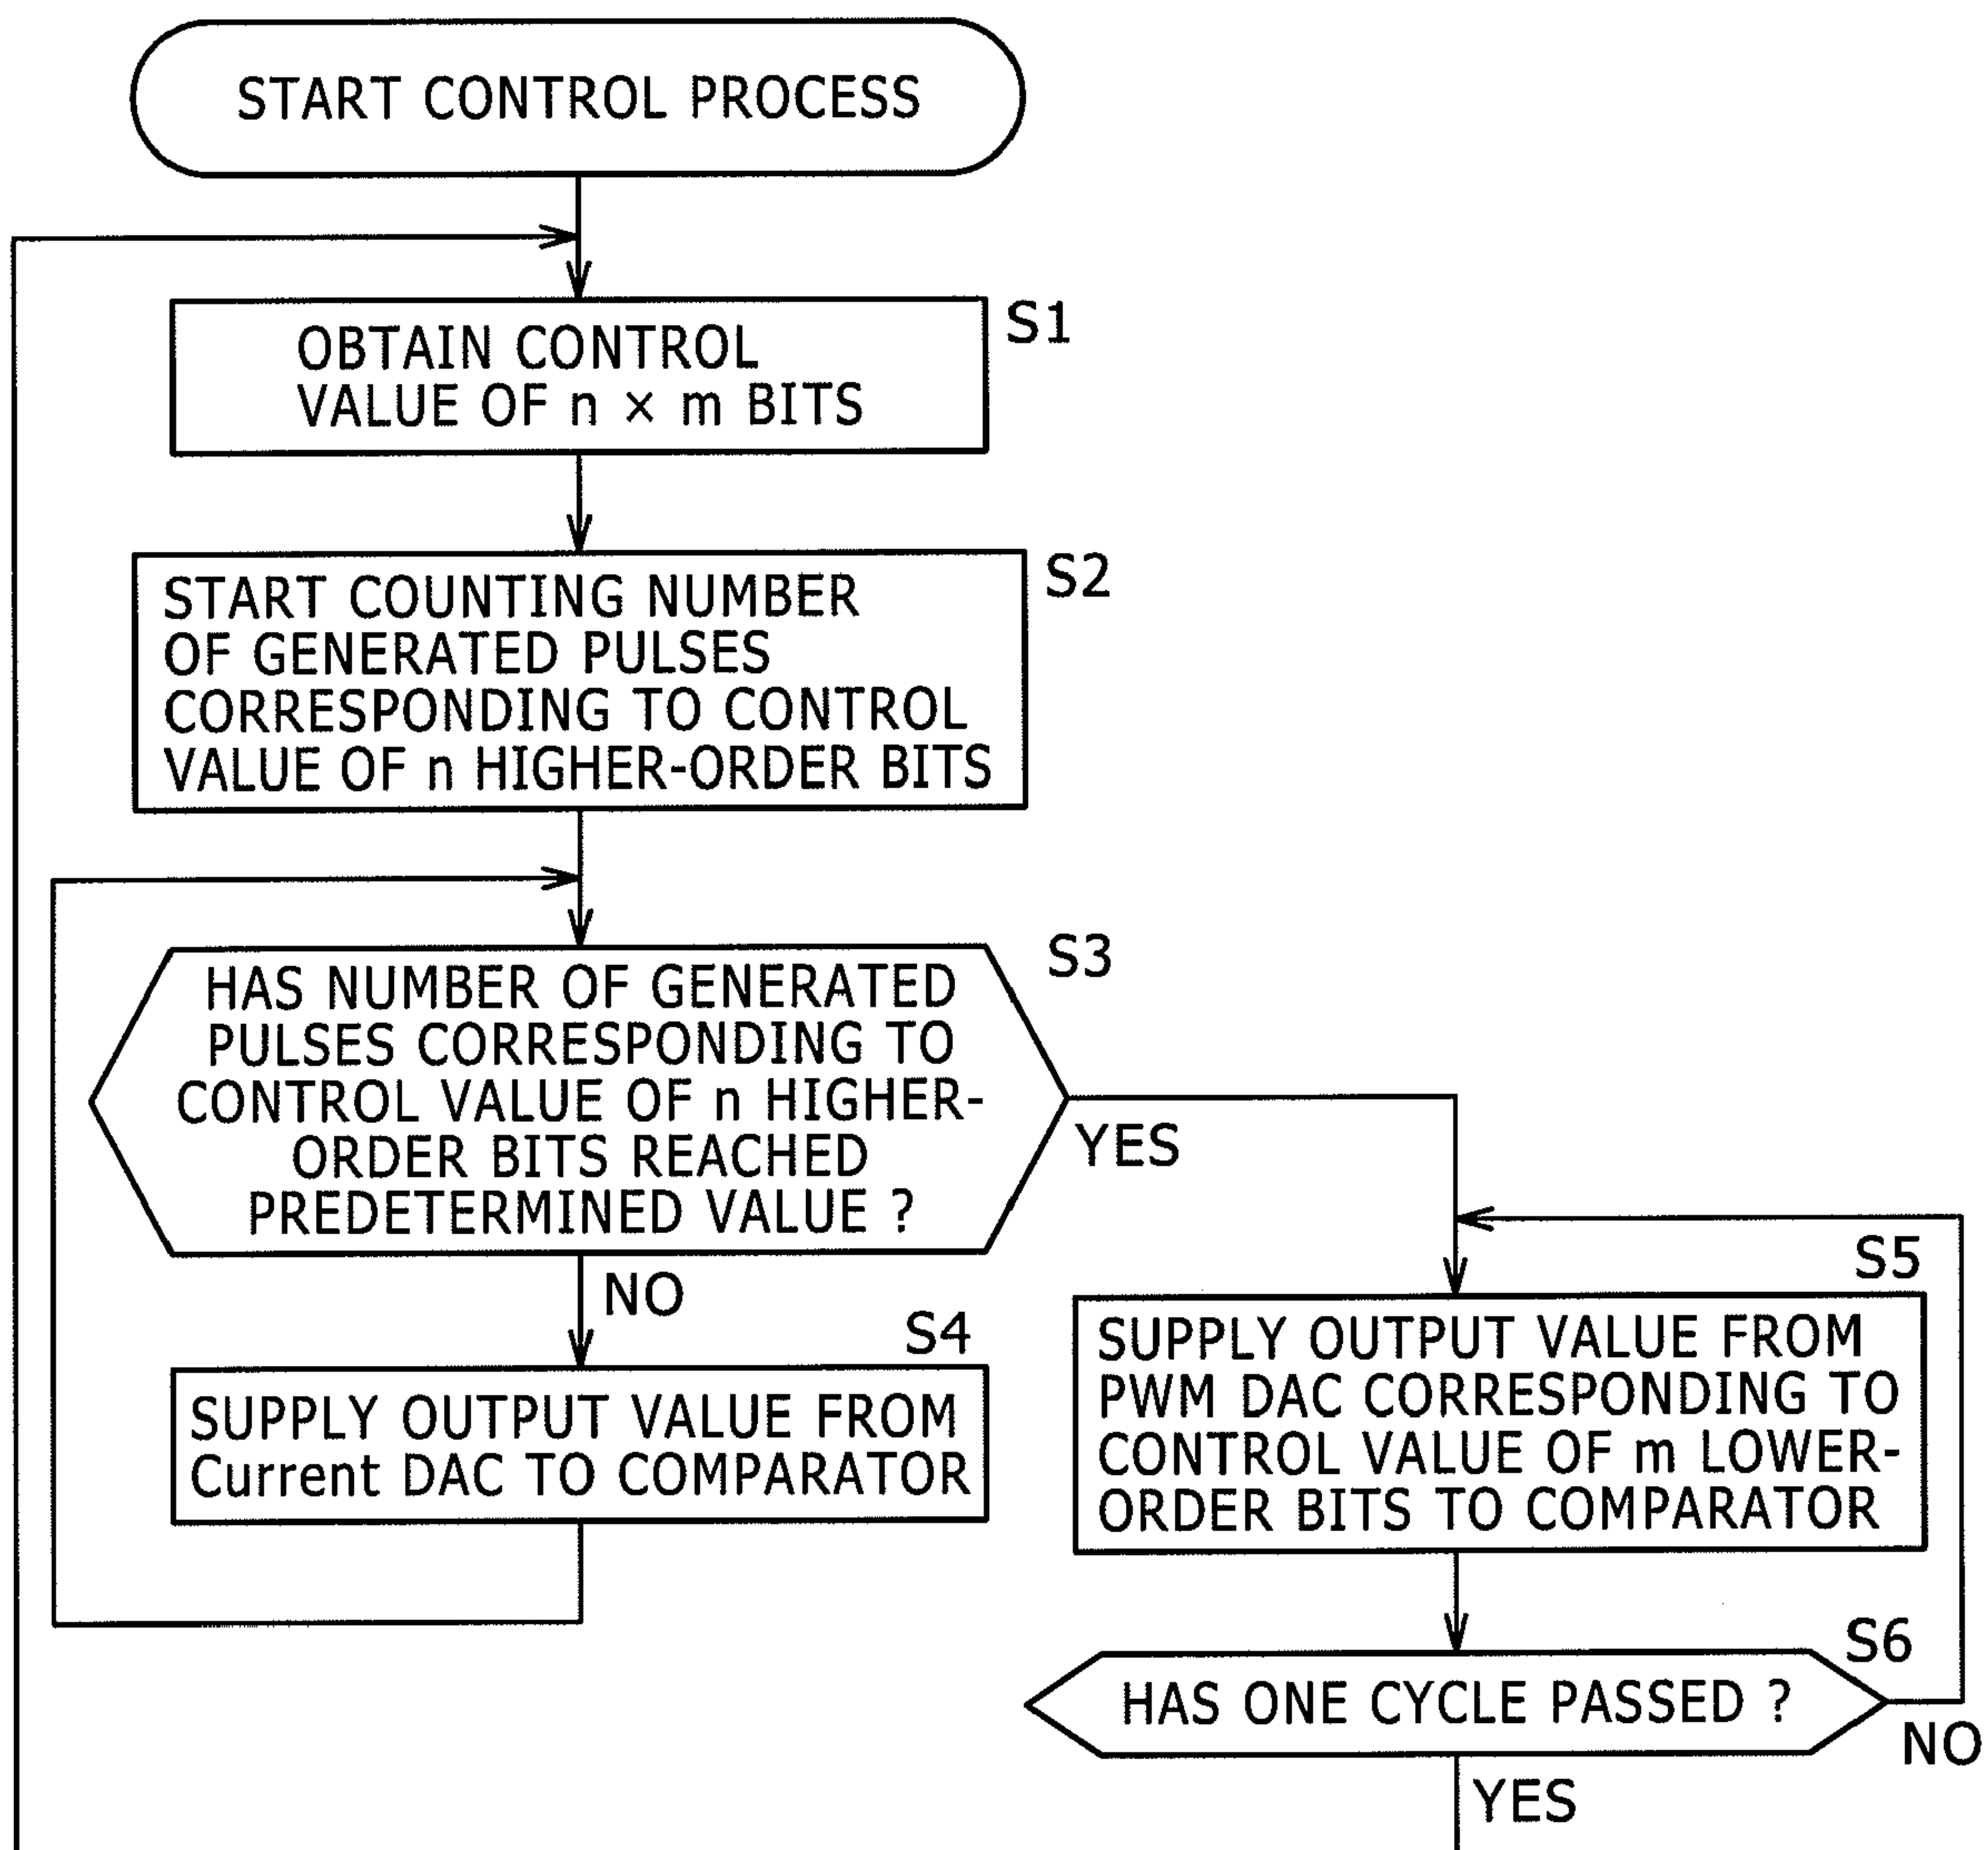 START CONTROL PROCESS
OBTAIN CONTROL
VALUE OF n × m BITS
S1
START COUNTING NUMBER
OF GENERATED PULSES
CORRESPONDING TO CONTROL
VALUE OF n HIGHER-ORDER BITS
S2
HAS NUMBER OF GENERATED
PULSES CORRESPONDING TO
CONTROL VALUE OF n HIGHER-
ORDER BITS REACHED
PREDETERMINED VALUE ?
S3
YES
NO
S4
SUPPLY OUTPUT VALUE FROM
Current DAC TO COMPARATOR
S5
SUPPLY OUTPUT VALUE FROM
PWM DAC CORRESPONDING TO
CONTROL VALUE OF m LOWER-
ORDER BITS TO COMPARATOR
S6
HAS ONE CYCLE PASSED ?
NO
YES